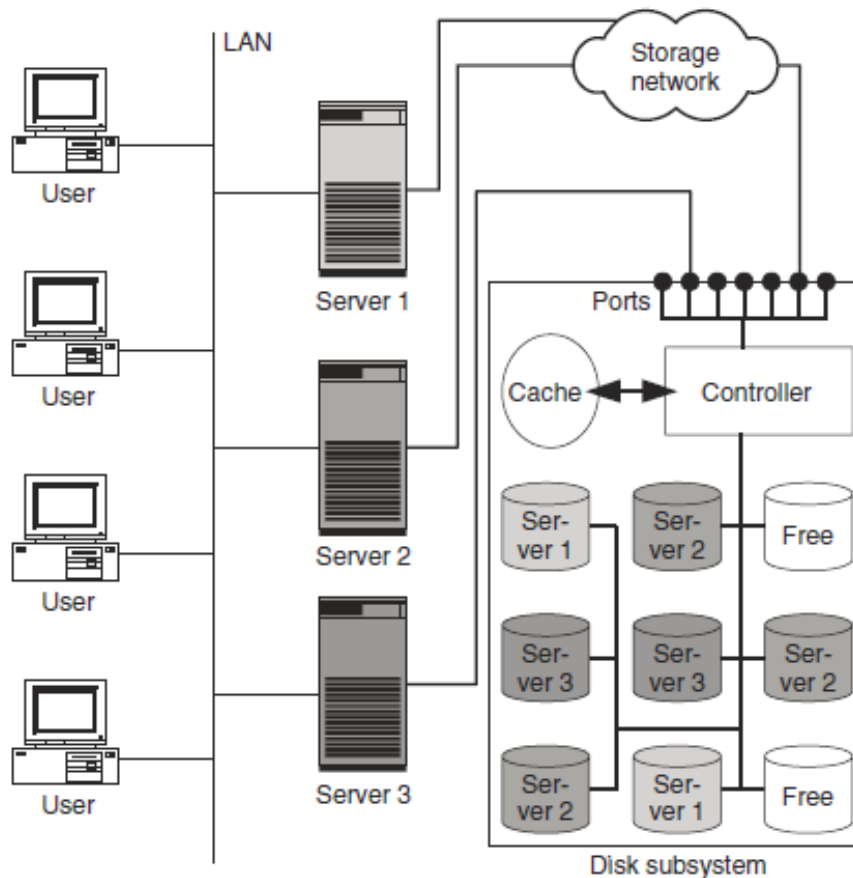 LAN
Storage
network
User
Server 1
Ports
User
Cache
Controller
Server 2
Ser-
ver 1
Ser-
ver 2
Free
User
Ser-
ver 3
Ser-
ver 3
Ser-
ver 2
User
Server 3
Ser-
ver 2
Ser-
ver 1
Free
Disk subsystem